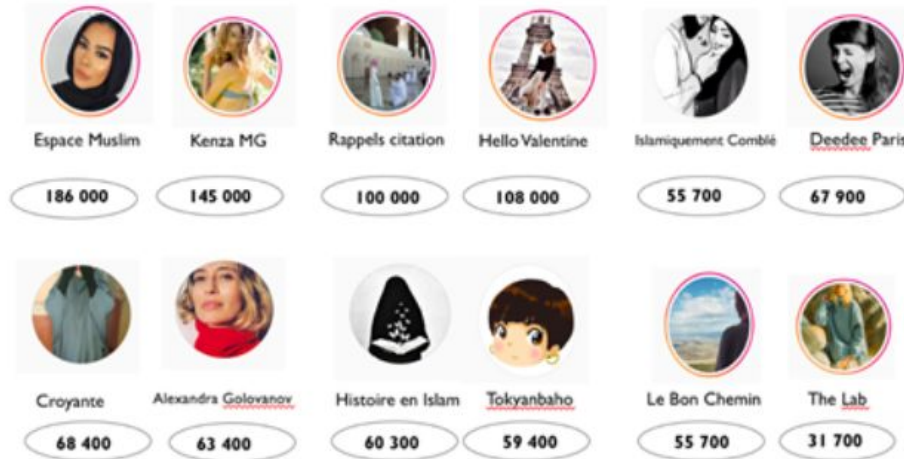 Espace Muslim
Kenza MG
Rappels citation
Hello Valentine
Islamiquement Comblé
Deedee Paris
186 000
145 000
100 000
108 000
55 700
67 900
Croyante
Alexandra Golovanov
Histoire en Islam
Tokyanbaho
Le Bon Chemin
The Lab
68 400
63 400
60 300
59 400
55 700
31 700